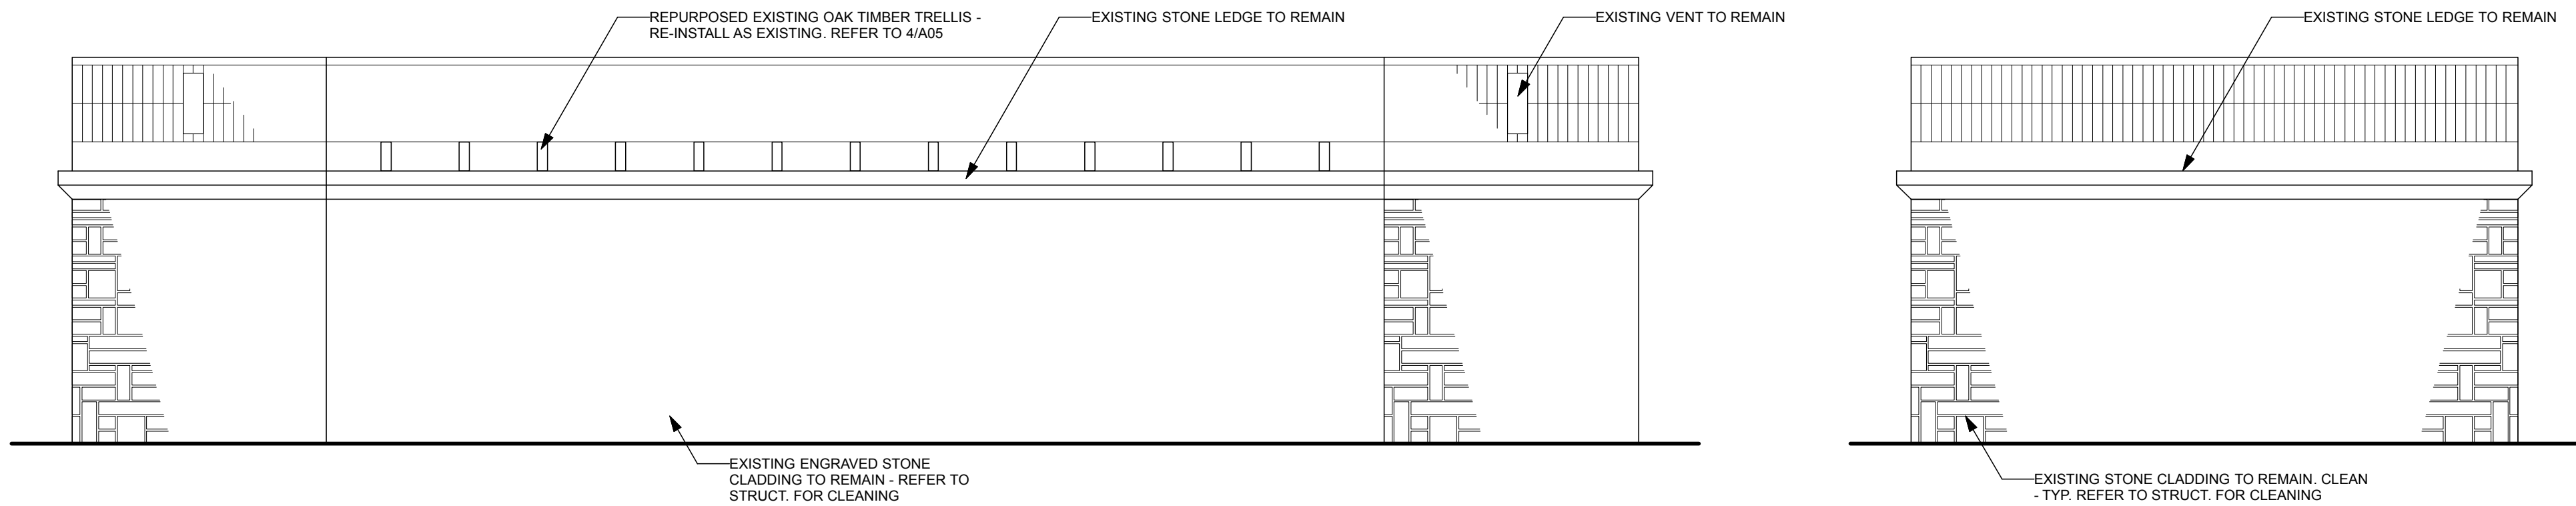 REPURPOSED EXISTING OAK TIMBER TRELLIS -
RE-INSTALL AS EXISTING. REFER TO 4/A05
EXISTING STONE LEDGE TO REMAIN
EXISTING VENT TO REMAIN
EXISTING STONE LEDGE TO REMAIN
EXISTING ENGRAVED STONE
CLADDING TO REMAIN - REFER TO
STRUCT. FOR CLEANING
EXISTING STONE CLADDING TO REMAIN. CLEAN
- TYP. REFER TO STRUCT. FOR CLEANING